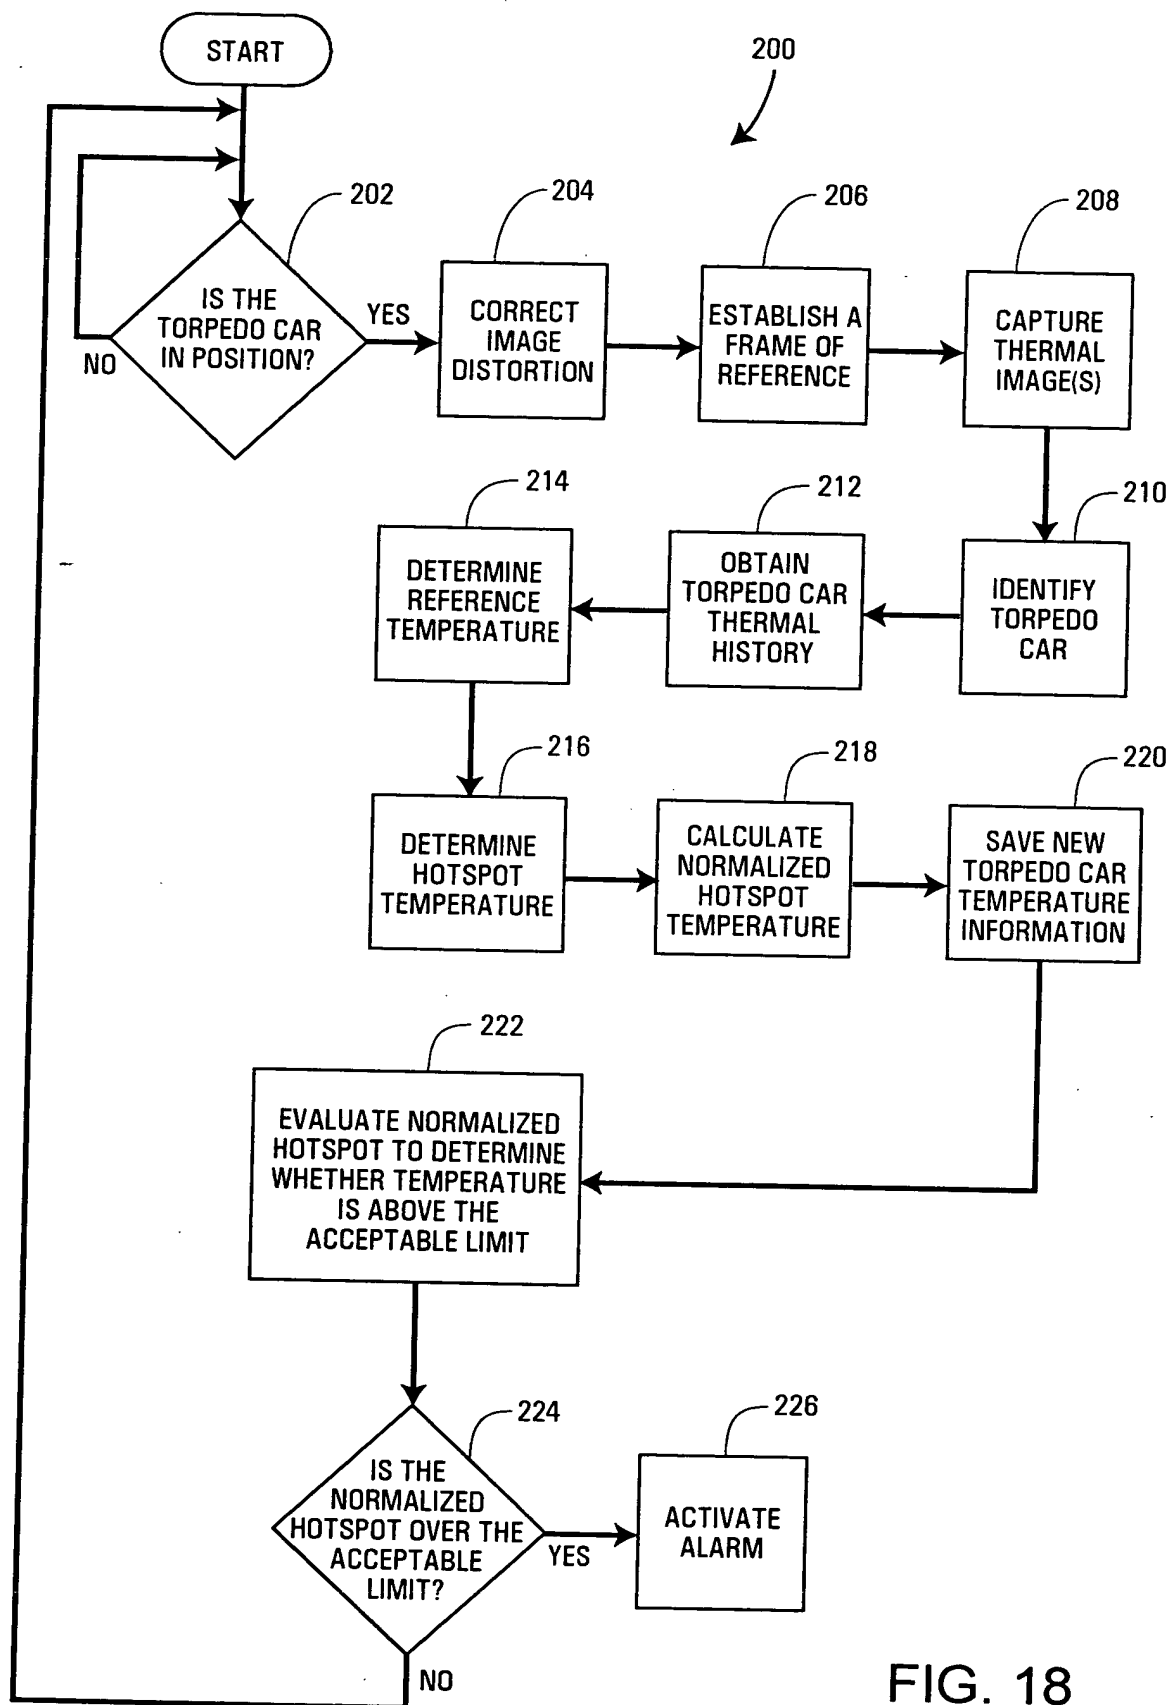 START
200
202
204
206
208
IS THE
TORPEDO CAR
IN POSITION?
YES
NO
CORRECT
IMAGE
DISTORTION
ESTABLISH A
FRAME OF
REFERENCE
CAPTURE
THERMAL
IMAGE(S)
214
212
210
DETERMINE
REFERENCE
TEMPERATURE
OBTAIN
TORPEDO CAR
THERMAL
HISTORY
IDENTIFY
TORPEDO
CAR
216
218
220
DETERMINE
HOTSPOT
TEMPERATURE
CALCULATE
NORMALIZED
HOTSPOT
TEMPERATURE
SAVE NEW
TORPEDO CAR
TEMPERATURE
INFORMATION
222
EVALUATE NORMALIZED
HOTSPOT TO DETERMINE
WHETHER TEMPERATURE
IS ABOVE THE
ACCEPTABLE LIMIT
224
226
IS THE
NORMALIZED
HOTSPOT OVER THE
ACCEPTABLE
LIMIT?
YES
ACTIVATE
ALARM
NO
FIG. 18